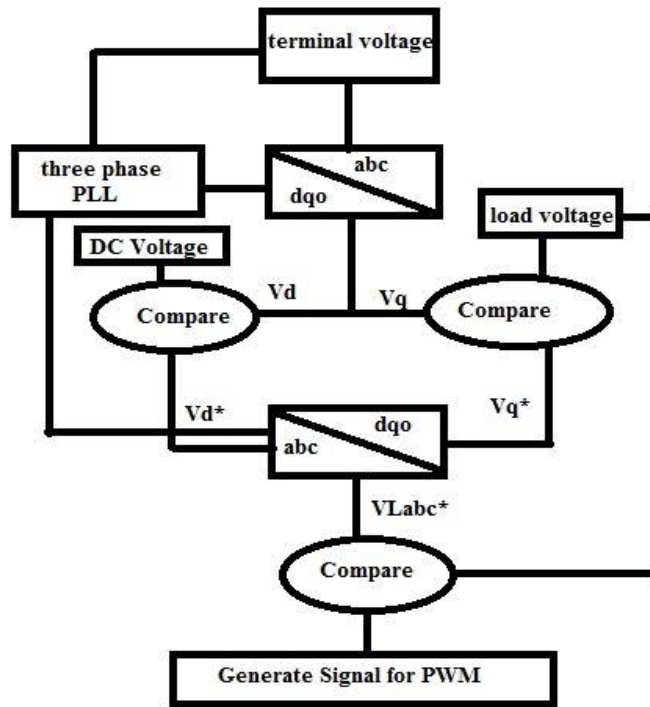 terminal voltage
three phase
PLL
abc
dqo
load voltage
DC Voltage
Vd
Vq
Compare
Compare
Vd*
Vq*
dqo
abc
VLabc*
Compare
Generate Signal for PWM